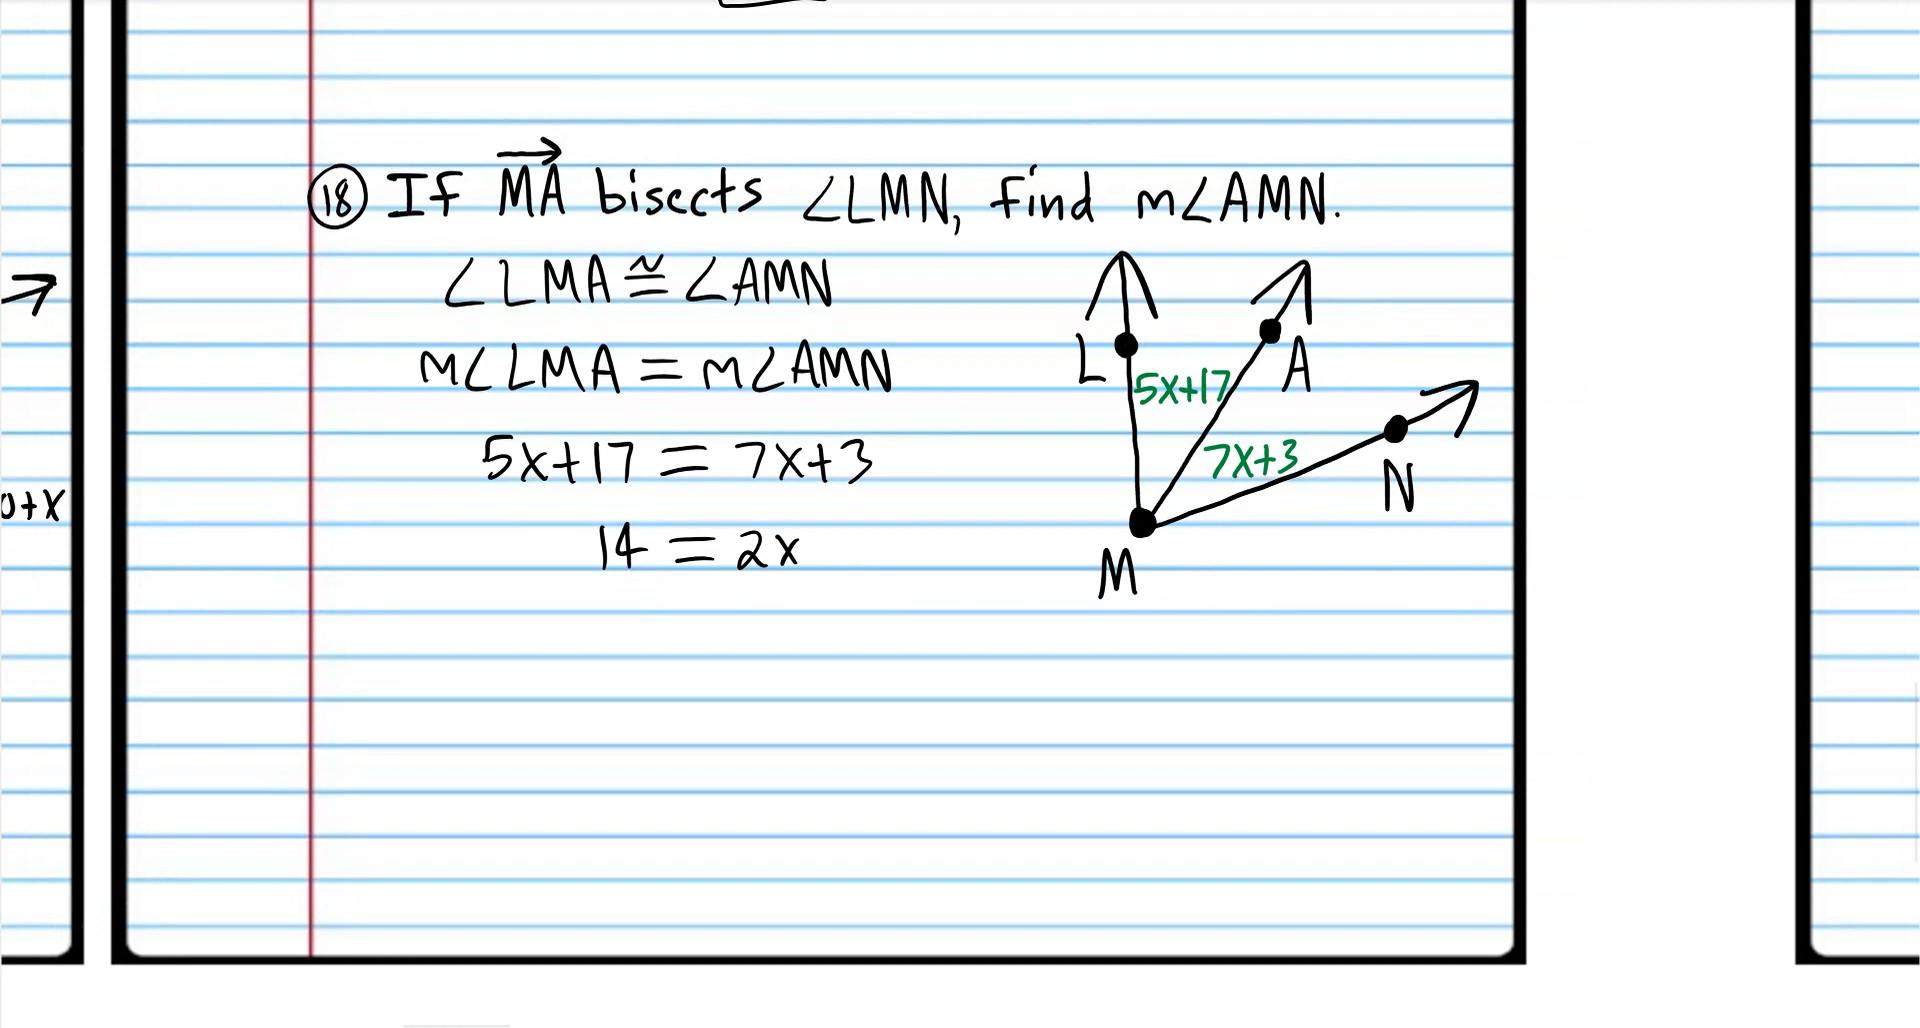 ⑱ If MA bisects ∠LMN, find m∠AMN.
∠LMA ≅ ∠AMN
m∠LMA = m∠AMN
5x+17 = 7x+3
14 = 2x
L
A
5x+17
7x+3
N
M
+x